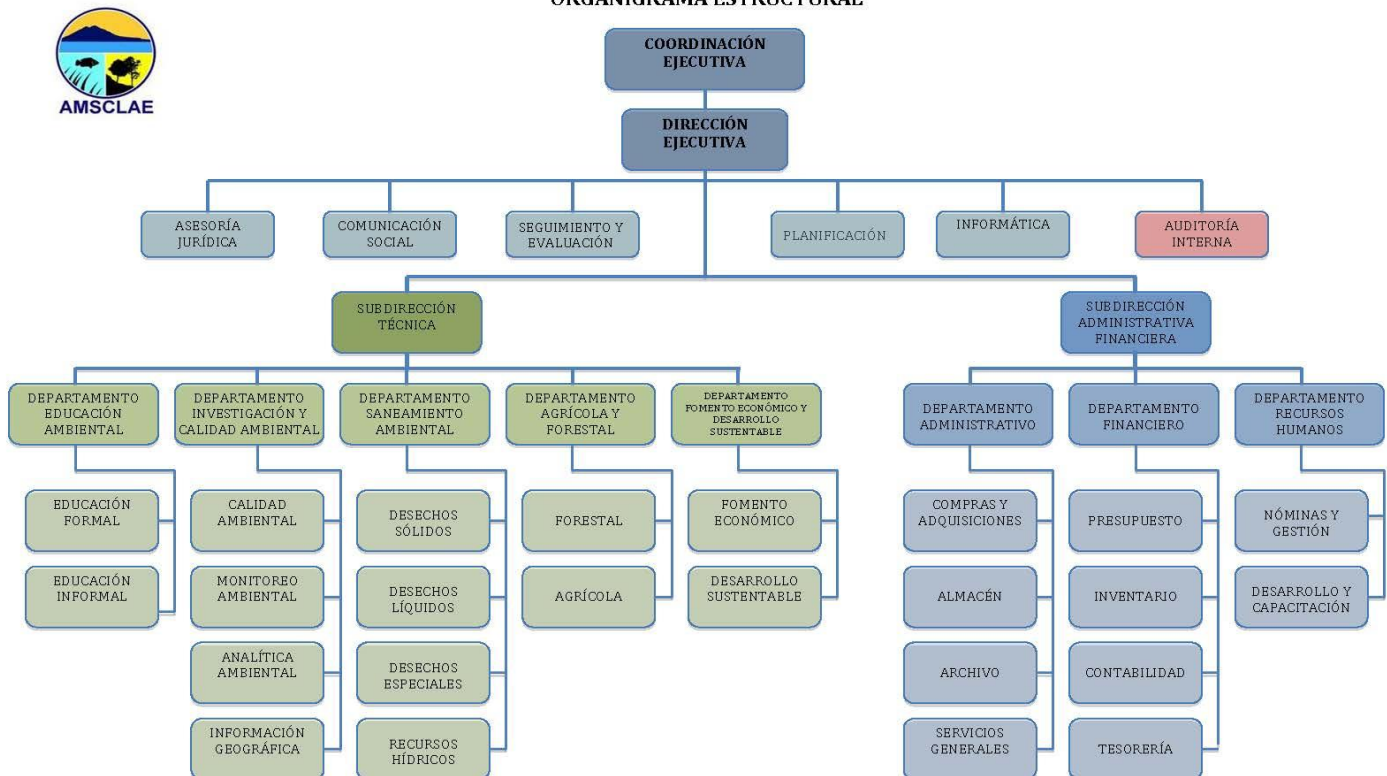 ORGANIGRAMA ESTRUCTURAL
AMSCLAE
COORDINACIÓN
EJECUTIVA
DIRECCIÓN
EJECUTIVA
ASESORÍA
JURÍDICA
COMUNICACIÓN
SOCIAL
SEGUIMIENTO Y
EVALUACIÓN
PLANIFICACIÓN
INFORMÁTICA
AUDITORÍA
INTERNA
SUBDIRECCIÓN
TÉCNICA
SUBDIRECCIÓN
ADMINISTRATIVA
FINANCIERA
DEPARTAMENTO
EDUCACIÓN
AMBIENTAL
DEPARTAMENTO
INVESTIGACIÓN Y
CALIDAD AMBIENTAL
DEPARTAMENTO
SANEAMIENTO
AMBIENTAL
DEPARTAMENTO
AGRÍCOLA Y
FORESTAL
DEPARTAMENTO
FOMENTO ECONÓMICO Y
DESARROLLO
SUSTENTABLE
DEPARTAMENTO
ADMINISTRATIVO
DEPARTAMENTO
FINANCIERO
DEPARTAMENTO
RECURSOS
HUMANOS
EDUCACIÓN
FORMAL
EDUCACIÓN
INFORMAL
CALIDAD
AMBIENTAL
MONITOREO
AMBIENTAL
ANALÍTICA
AMBIENTAL
INFORMACIÓN
GEOGRÁFICA
DESECHOS
SÓLIDOS
DESECHOS
LÍQUIDOS
DESECHOS
ESPECIALES
RECURSOS
HÍDRICOS
FORESTAL
AGRÍCOLA
FOMENTO
ECONÓMICO
DESARROLLO
SUSTENTABLE
COMPRAS Y
ADQUISICIONES
ALMACÉN
ARCHIVO
SERVICIOS
GENERALES
PRESUPUESTO
INVENTARIO
CONTABILIDAD
TESORERÍA
NÓMINAS Y
GESTIÓN
DESARROLLO Y
CAPACITACIÓN